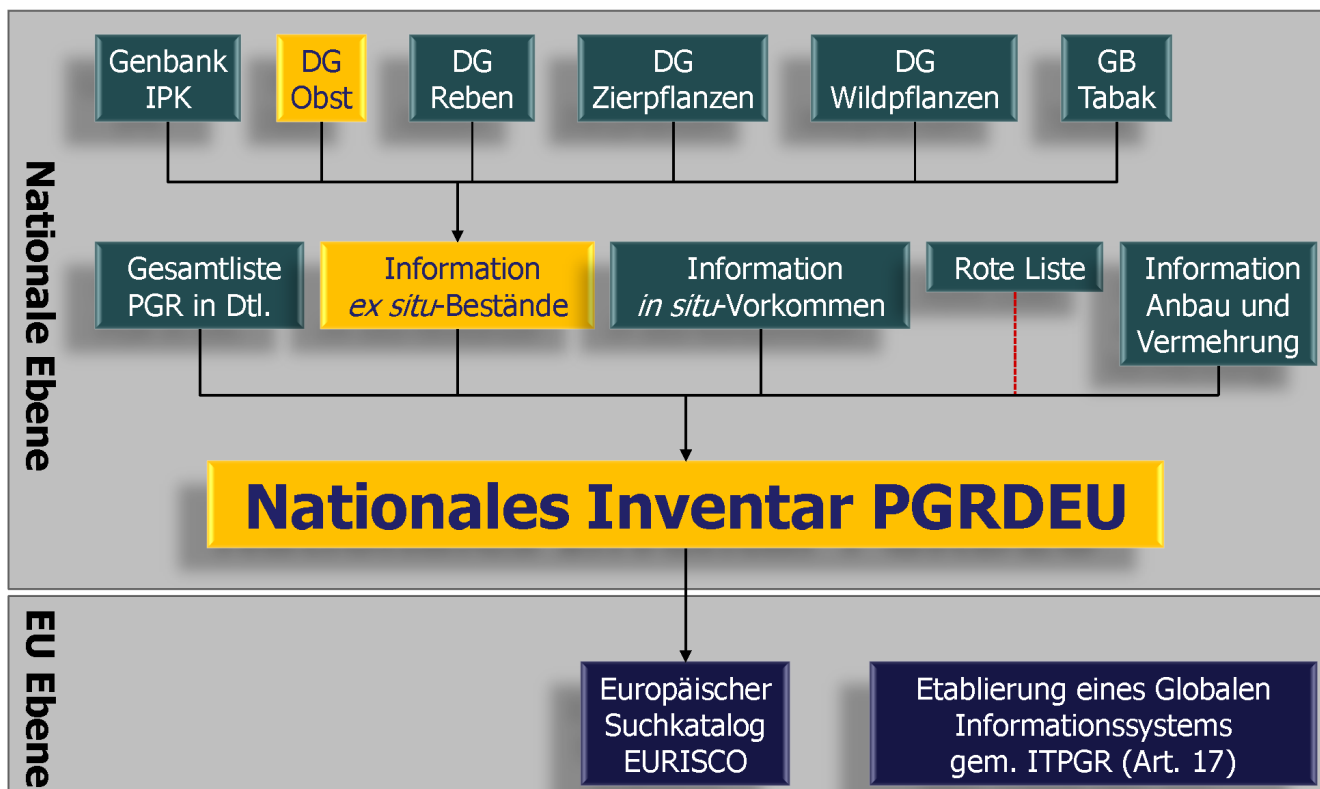 Nationale Ebene
Genbank
IPK
DG
Obst
DG
Reben
DG
Zierpflanzen
DG
Wildpflanzen
GB
Tabak
Gesamtliste
PGR in Dtl.
Information
ex situ-Bestände
Information
in situ-Vorkommen
Rote Liste
Information
Anbau und
Vermehrung
Nationales Inventar PGRDEU
EU Ebene
Europäischer
Suchkatalog
EURISCO
Etablierung eines Globalen
Informationssystems
gem. ITPGR (Art. 17)